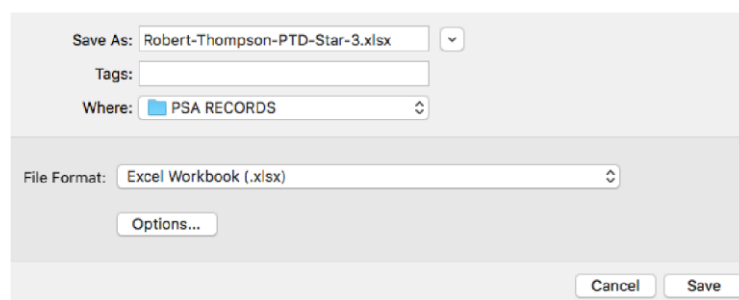 Save As: Robert-Thompson-PTD-Star-3.xlsx
Tags:
Where: PSA RECORDS
File Format: Excel Workbook (.xlsx)
Options...
Cancel Save